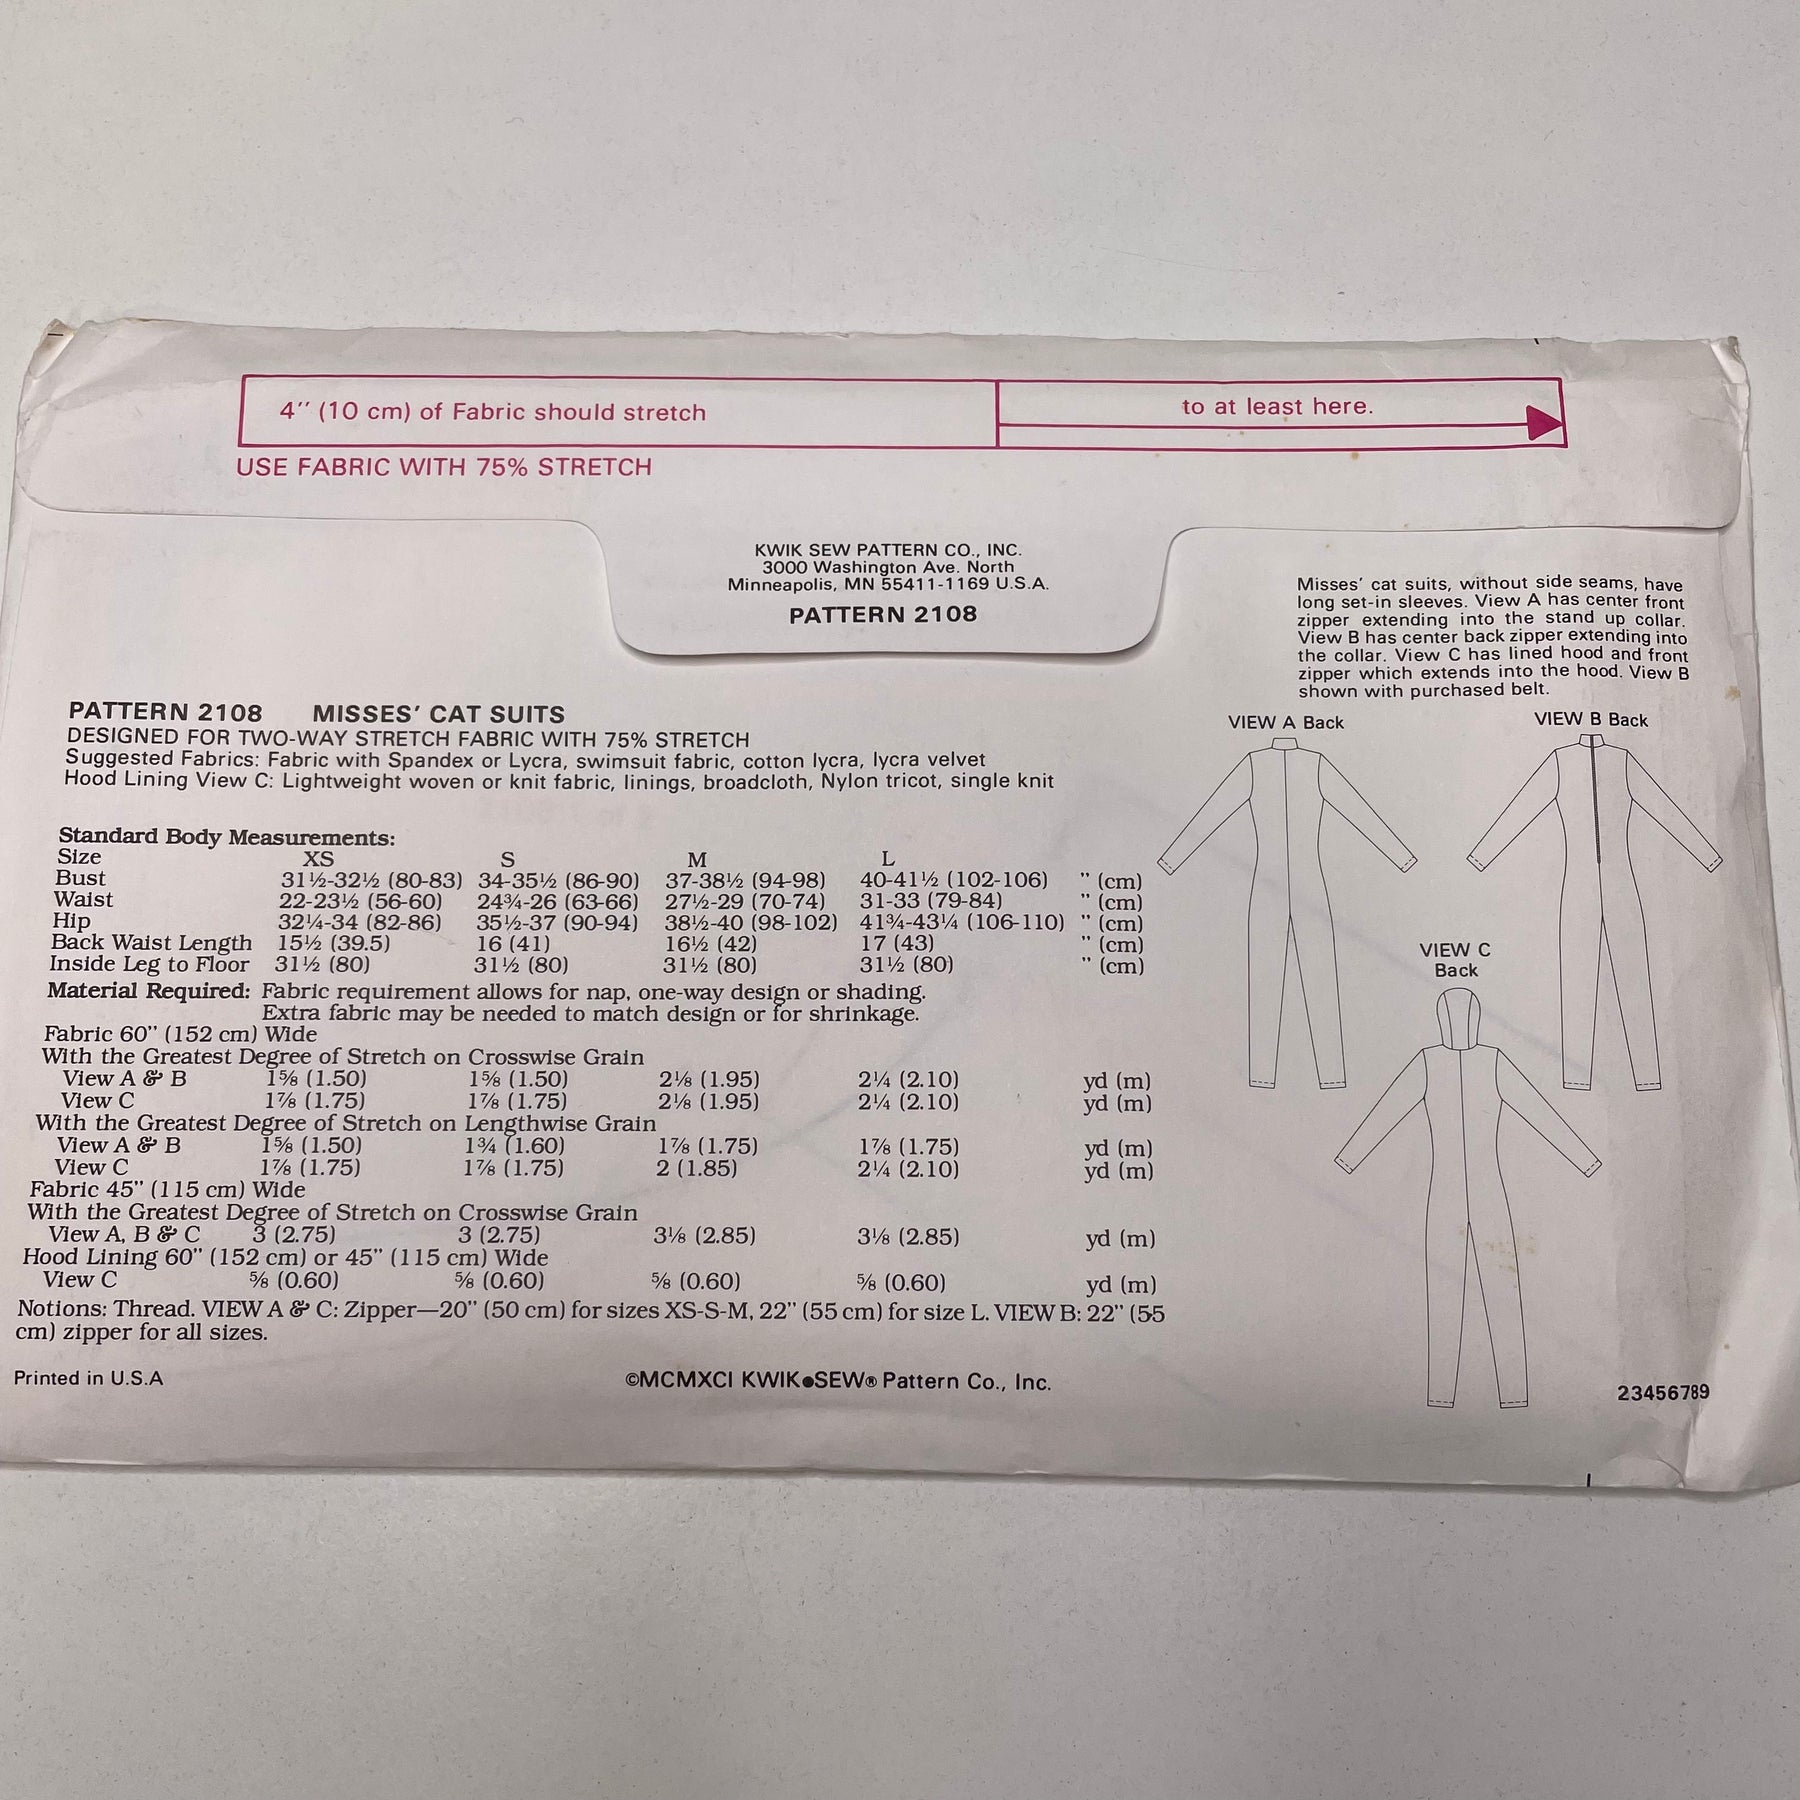 4'' (10 cm) of Fabric should stretch
to at least here.
USE FABRIC WITH 75% STRETCH
KWIK SEW PATTERN CO., INC.
3000 Washington Ave. North
Minneapolis, MN 55411-1169 U.S.A.
PATTERN 2108
Misses' cat suits, without side seams, have
long set-in sleeves. View A has center front
zipper extending into the stand up collar.
View B has center back zipper extending into
the collar. View C has lined hood and front
zipper which extends into the hood. View B
shown with purchased belt.
PATTERN 2108 MISSES' CAT SUITS
DESIGNED FOR TWO-WAY STRETCH FABRIC WITH 75% STRETCH
Suggested Fabrics: Fabric with Spandex or Lycra, swimsuit fabric, cotton lycra, lycra velvet
Hood Lining View C: Lightweight woven or knit fabric, linings, broadcloth, Nylon tricot, single knit
Standard Body Measurements:
Size XS S M L
Bust 31½-32½ (80-83) 34-35½ (86-90) 37-38½ (94-98) 40-41½ (102-106) " (cm)
Waist 22-23½ (56-60) 24¾-26 (63-66) 27½-29 (70-74) 31-33 (79-84) " (cm)
Hip 32¼-34 (82-86) 35½-37 (90-94) 38½-40 (98-102) 41¾-43¼ (106-110) " (cm)
Back Waist Length 15½ (39.5) 16 (41) 16½ (42) 17 (43) " (cm)
Inside Leg to Floor 31½ (80) 31½ (80) 31½ (80) 31½ (80) " (cm)
Material Required: Fabric requirement allows for nap, one-way design or shading.
Extra fabric may be needed to match design or for shrinkage.
Fabric 60" (152 cm) Wide
With the Greatest Degree of Stretch on Crosswise Grain
View A & B 1⅝ (1.50) 1⅝ (1.50) 2⅛ (1.95) 2¼ (2.10) yd (m)
View C 1⅞ (1.75) 1⅞ (1.75) 2⅛ (1.95) 2¼ (2.10) yd (m)
With the Greatest Degree of Stretch on Lengthwise Grain
View A & B 1⅝ (1.50) 1¾ (1.60) 1⅞ (1.75) 1⅞ (1.75) yd (m)
View C 1⅞ (1.75) 1⅞ (1.75) 2 (1.85) 2¼ (2.10) yd (m)
Fabric 45" (115 cm) Wide
With the Greatest Degree of Stretch on Crosswise Grain
View A, B & C 3 (2.75) 3 (2.75) 3⅛ (2.85) 3⅛ (2.85) yd (m)
Hood Lining 60" (152 cm) or 45" (115 cm) Wide
View C ⅝ (0.60) ⅝ (0.60) ⅝ (0.60) ⅝ (0.60) yd (m)
Notions: Thread. VIEW A & C: Zipper—20" (50 cm) for sizes XS-S-M, 22" (55 cm) for size L. VIEW B: 22" (55
cm) zipper for all sizes.
VIEW A Back
VIEW B Back
VIEW C
Back
Printed in U.S.A
©MCMXCI KWIK●SEW® Pattern Co., Inc.
23456789